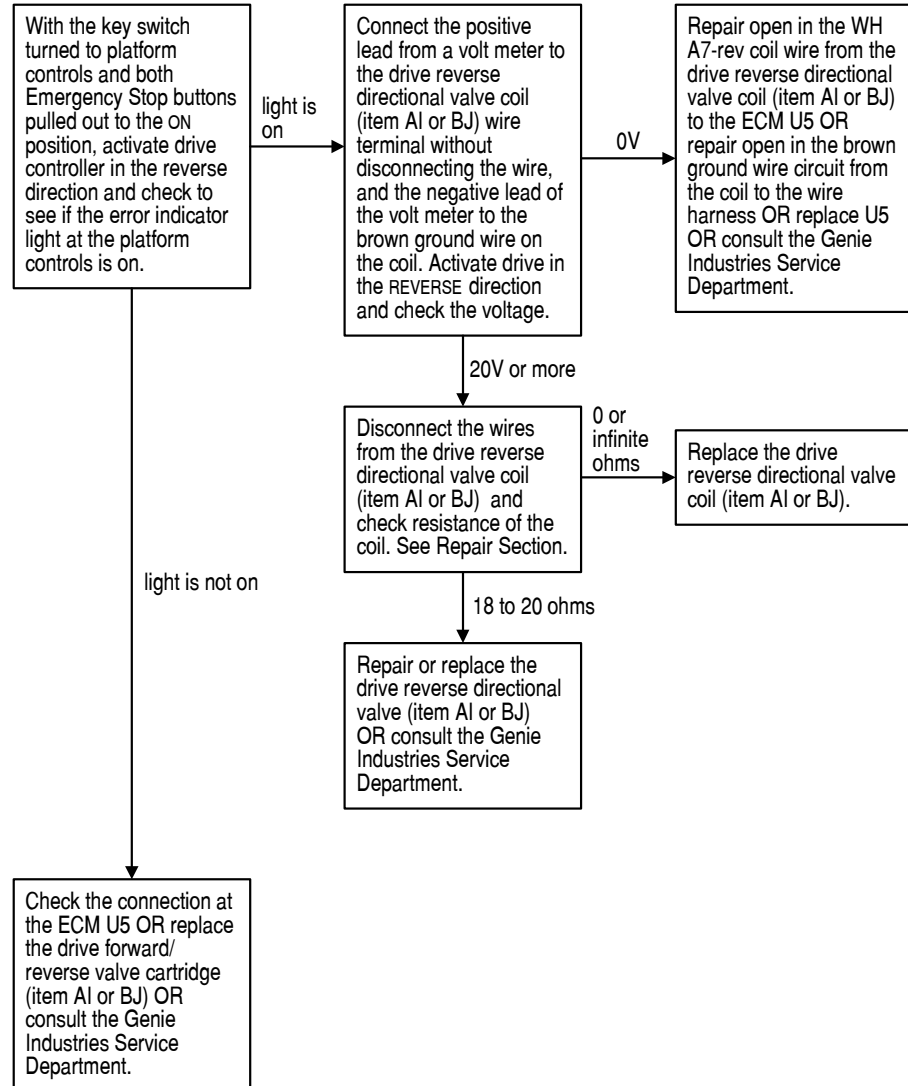 With the key switch
turned to platform
controls and both
Emergency Stop buttons
pulled out to the ON
position, activate drive
controller in the reverse
direction and check to
see if the error indicator
light at the platform
controls is on.
light is
on
Connect the positive
lead from a volt meter to
the drive reverse
directional valve coil
(item AI or BJ) wire
terminal without
disconnecting the wire,
and the negative lead of
the volt meter to the
brown ground wire on
the coil. Activate drive in
the REVERSE direction
and check the voltage.
0V
Repair open in the WH
A7-rev coil wire from the
drive reverse directional
valve coil (item AI or BJ)
to the ECM U5 OR
repair open in the brown
ground wire circuit from
the coil to the wire
harness OR replace U5
OR consult the Genie
Industries Service
Department.
20V or more
Disconnect the wires
from the drive reverse
directional valve coil
(item AI or BJ) and
check resistance of the
coil. See Repair Section.
0 or
infinite
ohms
Replace the drive
reverse directional valve
coil (item AI or BJ).
18 to 20 ohms
Repair or replace the
drive reverse directional
valve (item AI or BJ)
OR consult the Genie
Industries Service
Department.
light is not on
Check the connection at
the ECM U5 OR replace
the drive forward/
reverse valve cartridge
(item AI or BJ) OR
consult the Genie
Industries Service
Department.